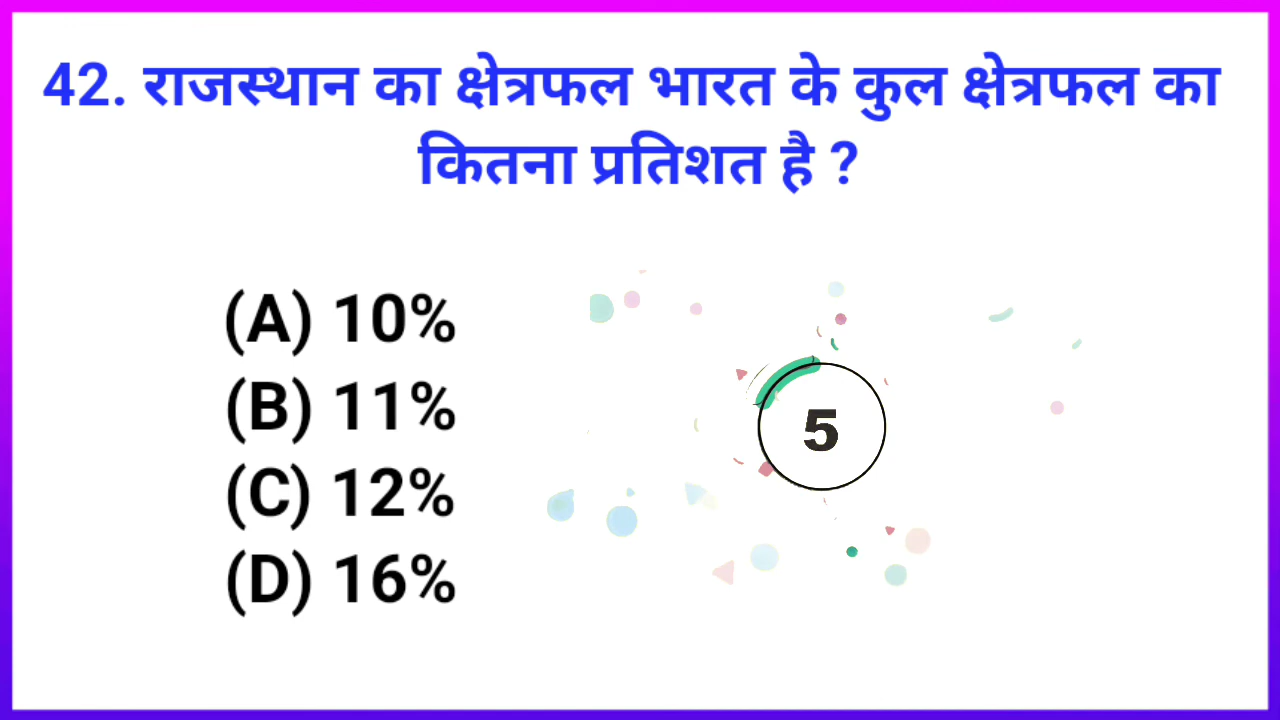 42. राजस्थान का क्षेत्रफल भारत के कुल क्षेत्रफल का
कितना प्रतिशत है ?
(A) 10%
(B) 11%
(C) 12%
(D) 16%
5